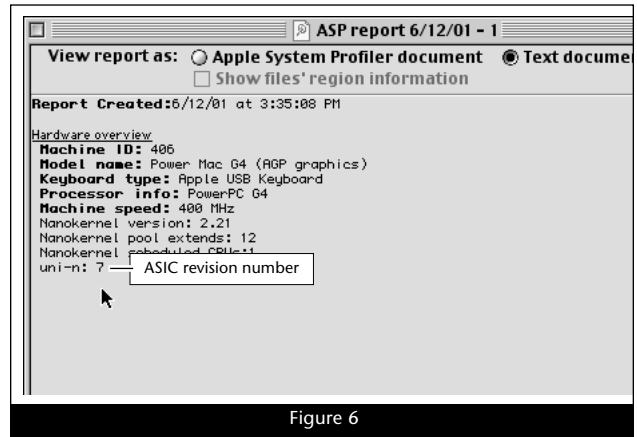 ASP report 6/12/01 - 1
View report as: Apple System Profiler document Text docume
Show files' region information
Report Created:6/12/01 at 3:35:08 PM
Hardware overview
Machine ID: 406
Model name: Power Mac G4 (AGP graphics)
Keyboard type: Apple USB Keyboard
Processor info: PowerPC G4
Machine speed: 400 MHz
Nanokernel version: 2.21
Nanokernel pool extends: 12
Nanokernel scheduled CPUs:1
uni-n: 7
ASIC revision number
Figure 6